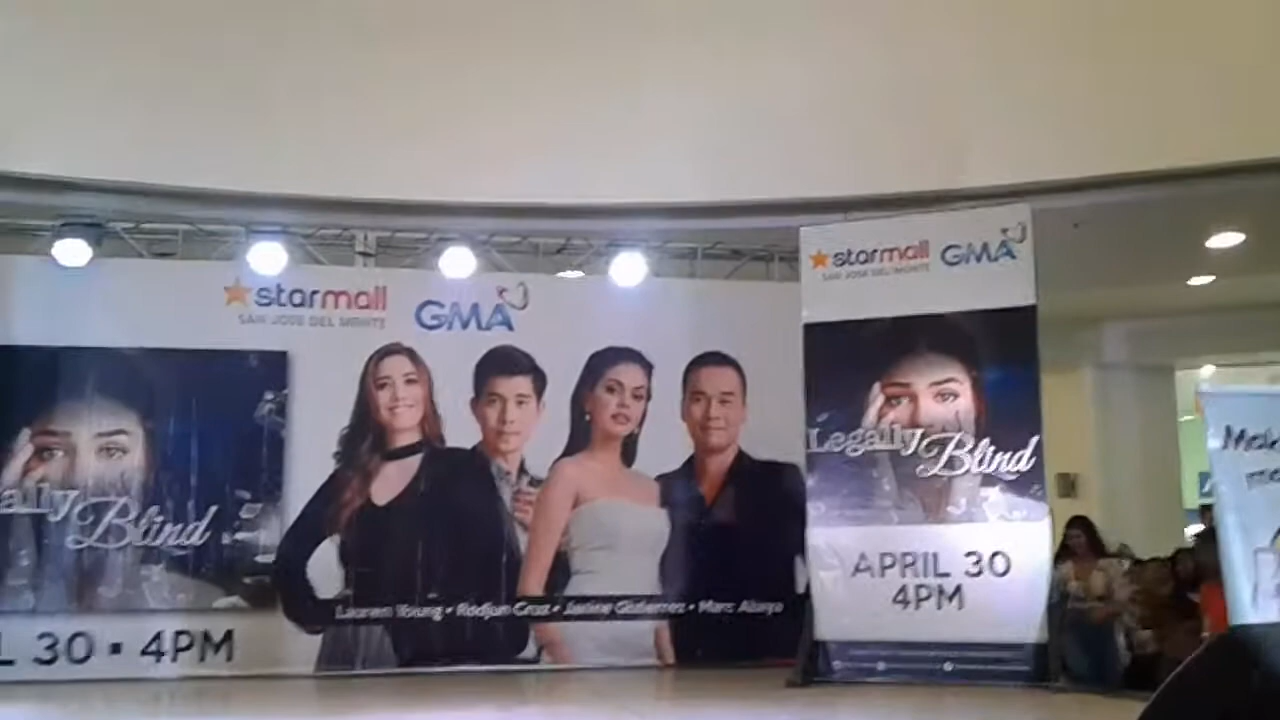 starmall
SAN JOSE DEL MONTE
GMA
ally
Blind
L 30 • 4PM
Lauren Young • Rodjun Cruz • Janine Gutierrez • Marc Abaya
starmall
SAN JOSE DEL MONTE
GMA
Legally
Blind
APRIL 30
4PM